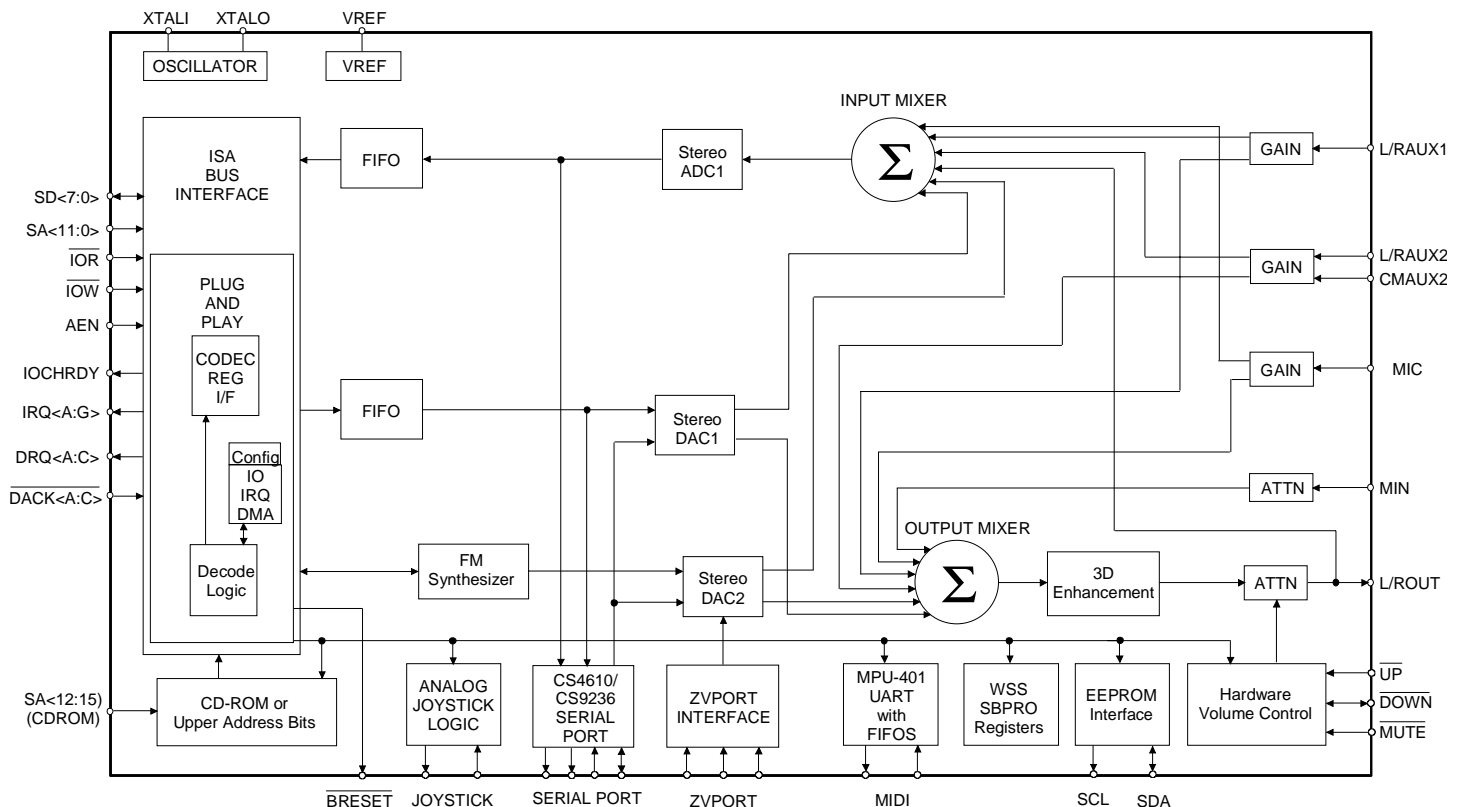 XTALI
XTALO
VREF
OSCILLATOR
VREF
INPUT MIXER
Σ
ISA
BUS
INTERFACE
FIFO
Stereo
ADC1
GAIN
L/RAUX1
SD<7:0>
SA<11:0>
IOR
IOW
AEN
IOCHRDY
IRQ<A:G>
DRQ<A:C>
DACK<A:C>
PLUG
AND
PLAY
CODEC
REG
I/F
Config
IO
IRQ
DMA
Decode
Logic
GAIN
L/RAUX2
CMAUX2
GAIN
MIC
FIFO
Stereo
DAC1
ATTN
MIN
OUTPUT MIXER
Σ
FM
Synthesizer
Stereo
DAC2
3D
Enhancement
ATTN
L/ROUT
SA<12:15)
(CDROM)
CD-ROM or
Upper Address Bits
ANALOG
JOYSTICK
LOGIC
CS4610/
CS9236
SERIAL
PORT
ZVPORT
INTERFACE
MPU-401
UART
with
FIFOS
WSS
SBPRO
Registers
EEPROM
Interface
Hardware
Volume Control
UP
DOWN
MUTE
BRESET
JOYSTICK
SERIAL PORT
ZVPORT
MIDI
SCL
SDA